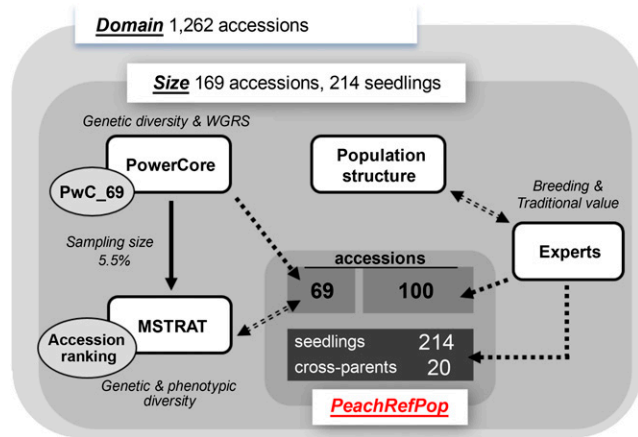 Domain 1,262 accessions
Size 169 accessions, 214 seedlings
Genetic diversity & WGRS
PowerCore
PwC_69
Population
structure
Breeding &
Traditional value
Experts
Sampling size
5.5%
accessions
69 100
MSTRAT
Accession
ranking
Genetic & phenotypic
diversity
seedlings 214
cross-parents 20
PeachRefPop